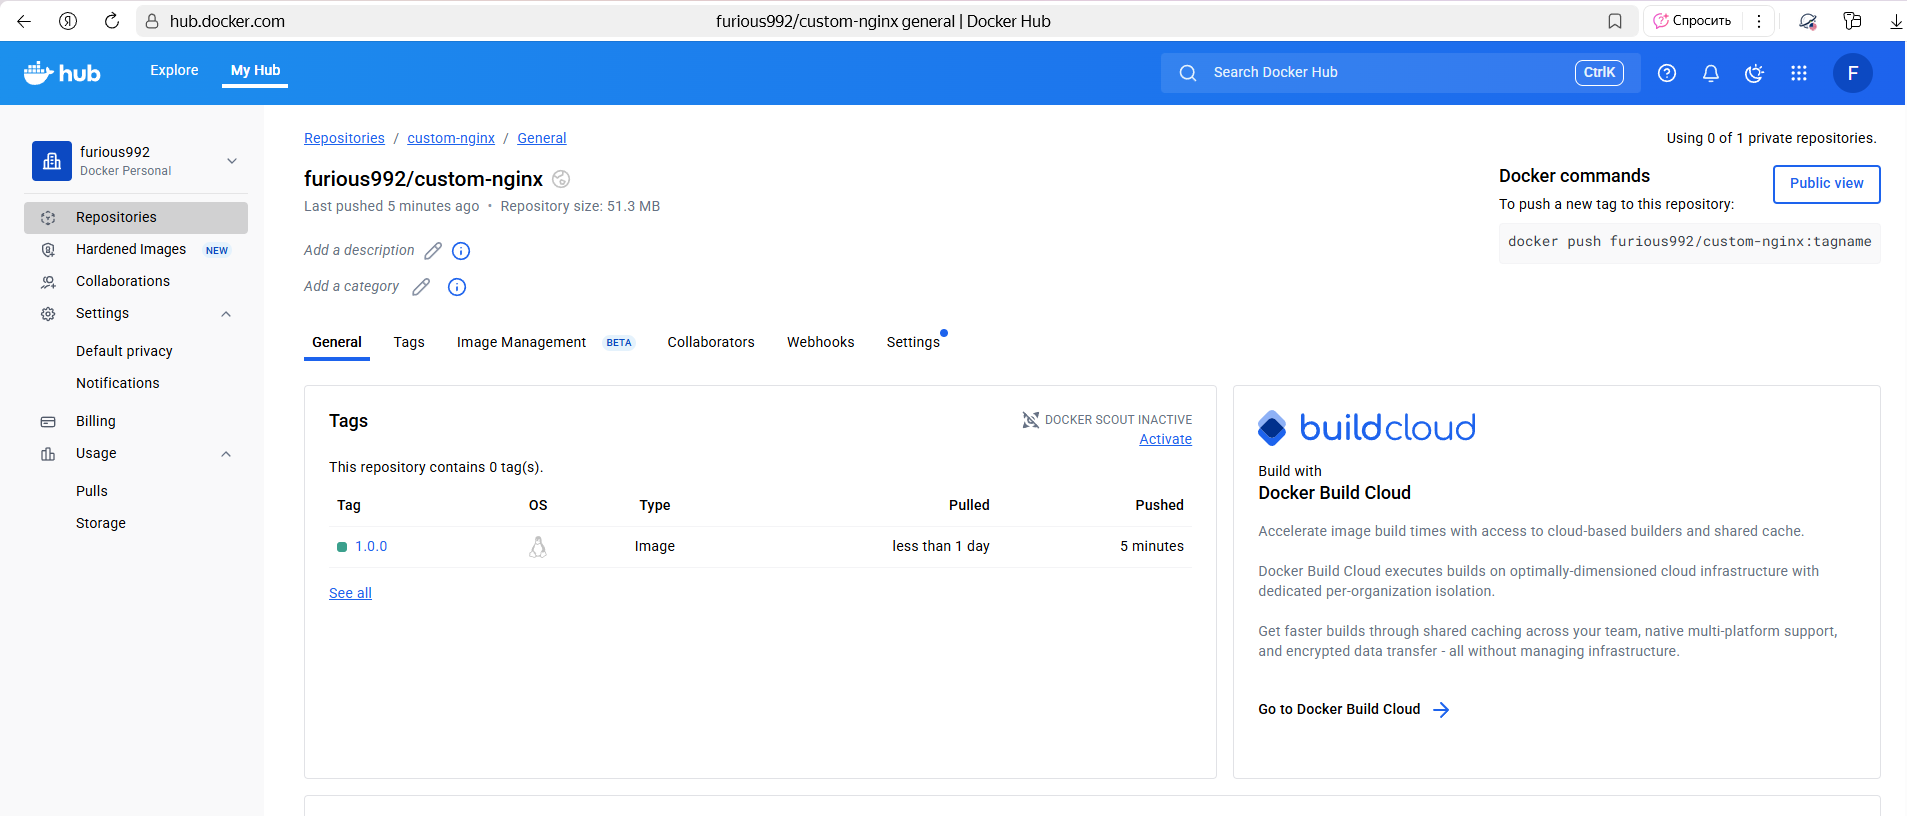 Я
hub.docker.com
furious992/custom-nginx general | Docker Hub
Спросить
hub
Explore
My Hub
Search Docker Hub
CtrlK
F
furious992
Docker Personal
Repositories
Hardened Images NEW
Collaborations
Settings
Default privacy
Notifications
Billing
Usage
Pulls
Storage
Repositories / custom-nginx / General
Using 0 of 1 private repositories.
furious992/custom-nginx
Last pushed 5 minutes ago • Repository size: 51.3 MB
Add a description
Add a category
Docker commands
Public view
To push a new tag to this repository:
docker push furious992/custom-nginx:tagname
General
Tags
Image Management BETA
Collaborators
Webhooks
Settings
Tags
DOCKER SCOUT INACTIVE
Activate
This repository contains 0 tag(s).
Tag OS Type Pulled Pushed
1.0.0 Image less than 1 day 5 minutes
See all
buildcloud
Build with
Docker Build Cloud
Accelerate image build times with access to cloud-based builders and shared cache.
Docker Build Cloud executes builds on optimally-dimensioned cloud infrastructure with
dedicated per-organization isolation.
Get faster builds through shared caching across your team, native multi-platform support,
and encrypted data transfer - all without managing infrastructure.
Go to Docker Build Cloud